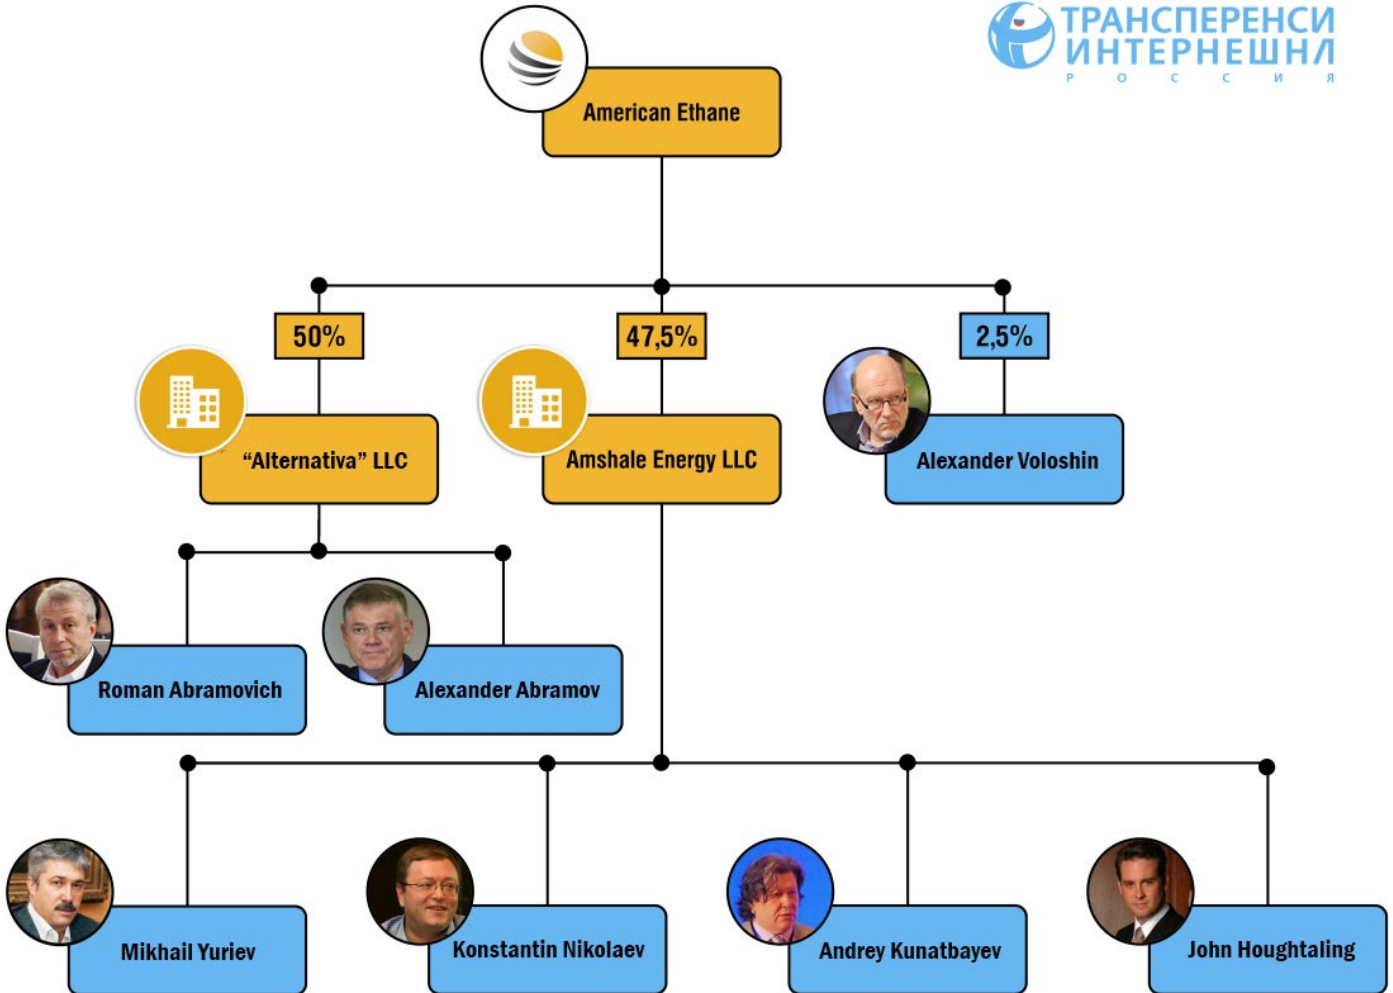 ТРАНСПЕРЕНСИ
ИНТЕРНЕШНЛ
РОССИЯ
American Ethane
50%
47,5%
2,5%
“Alternativa” LLC
Amshale Energy LLC
Alexander Voloshin
Roman Abramovich
Alexander Abramov
Mikhail Yuriev
Konstantin Nikolaev
Andrey Kunatbayev
John Houghtaling